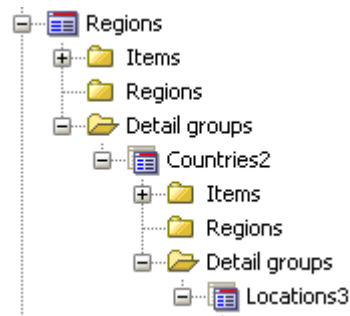 Regions
Items
Regions
Detail groups
Countries2
Items
Regions
Detail groups
Locations3